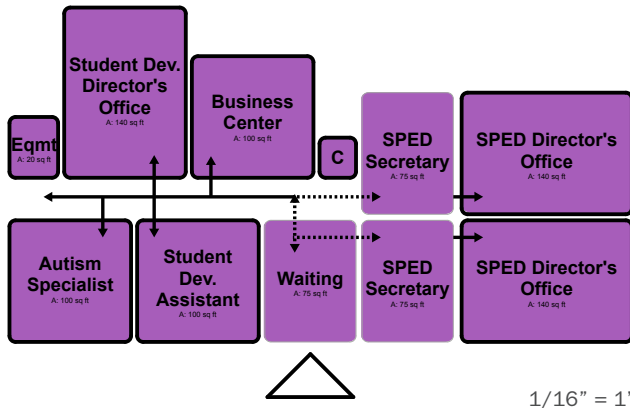 Student Dev.
Director's
Office
A: 140 sq ft
Business
Center
A: 100 sq ft
Eqmt
A: 20 sq ft
C
SPED
Secretary
A: 75 sq ft
SPED Director's
Office
A: 140 sq ft
Autism
Specialist
A: 100 sq ft
Student
Dev.
Assistant
A: 100 sq ft
Waiting
A: 75 sq ft
SPED
Secretary
A: 75 sq ft
SPED Director's
Office
A: 140 sq ft
1/16” = 1’